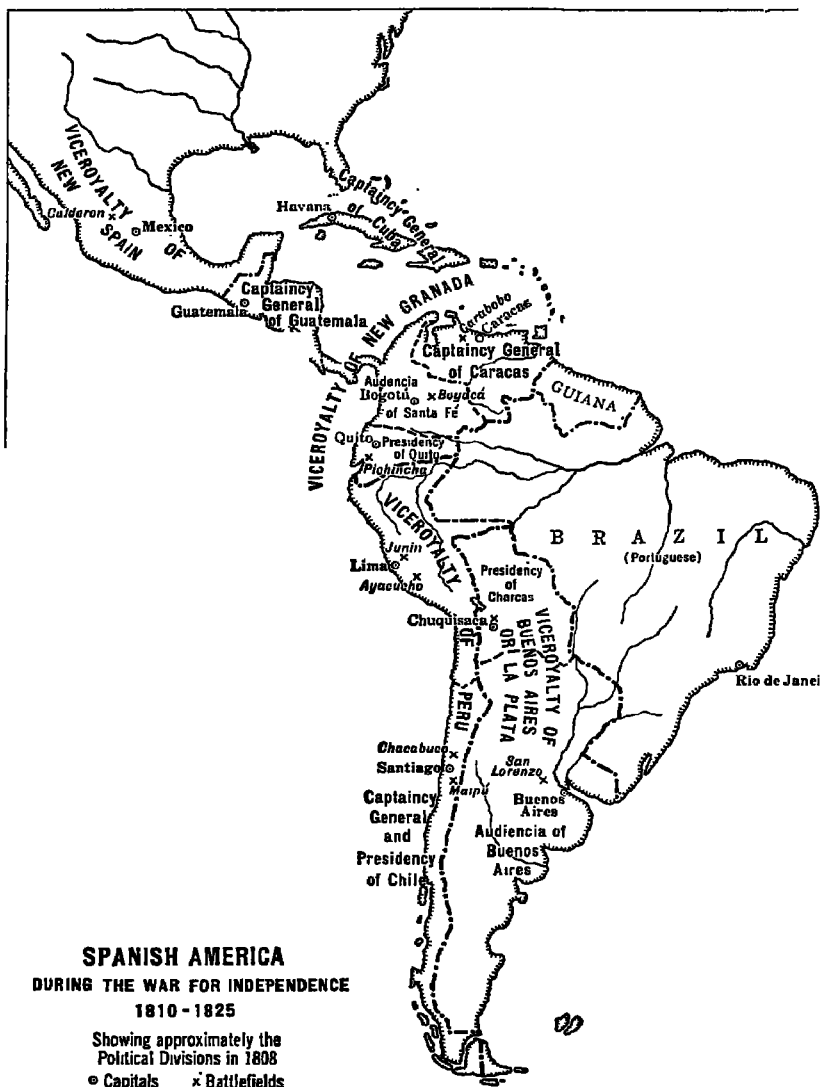 VICEROYALTY OF
NEW SPAIN
Calderon
Mexico
Havana
Captaincy General
of Cuba
Guatemala
Captaincy
General
of Guatemala
VICEROYALTY OF NEW GRANADA
Carabobo
Caracas
Captaincy General
of Caracas
GUIANA
Audencia
Bogotá
Boyacá
of Santa Fé
Quito
Presidency
of Quito
Pichincha
VICEROYALTY OF PERU
Junin
Lima
Ayacucho
BRAZIL
(Portuguese)
Presidency
of
Charcas
Chuquisaca
VICEROYALTY OF
BUENOS AIRES
OR LA PLATA
Rio de Janei
Chacabuco
Santiago
Maipú
San
Lorenzo
Buenos
Aires
Captaincy
General
and
Presidency
of Chile
Audiencia of
Buenos
Aires
SPANISH AMERICA
DURING THE WAR FOR INDEPENDENCE
1810-1825
Showing approximately the
Political Divisions in 1808
Capitals x Battlefields